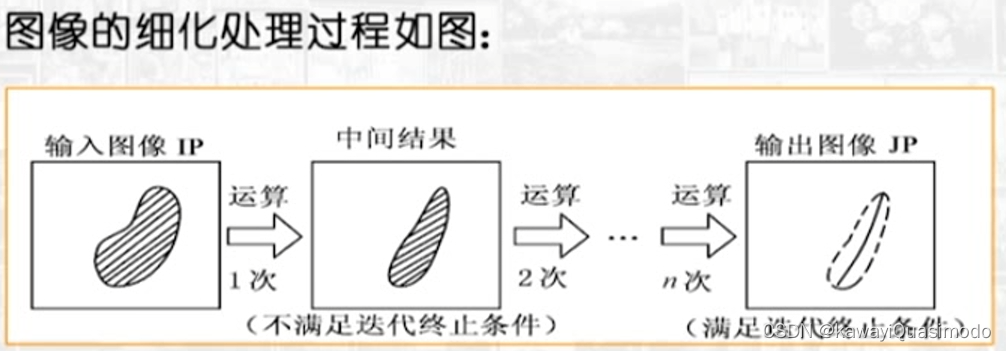 图像的细化处理过程如图：
输入图像 IP
中间结果
输出图像 JP
运算
1 次
运算
2 次
…
运算
n 次
（不满足迭代终止条件）
（满足迭代终止条件）
CSDN @kawayiQuasimodo